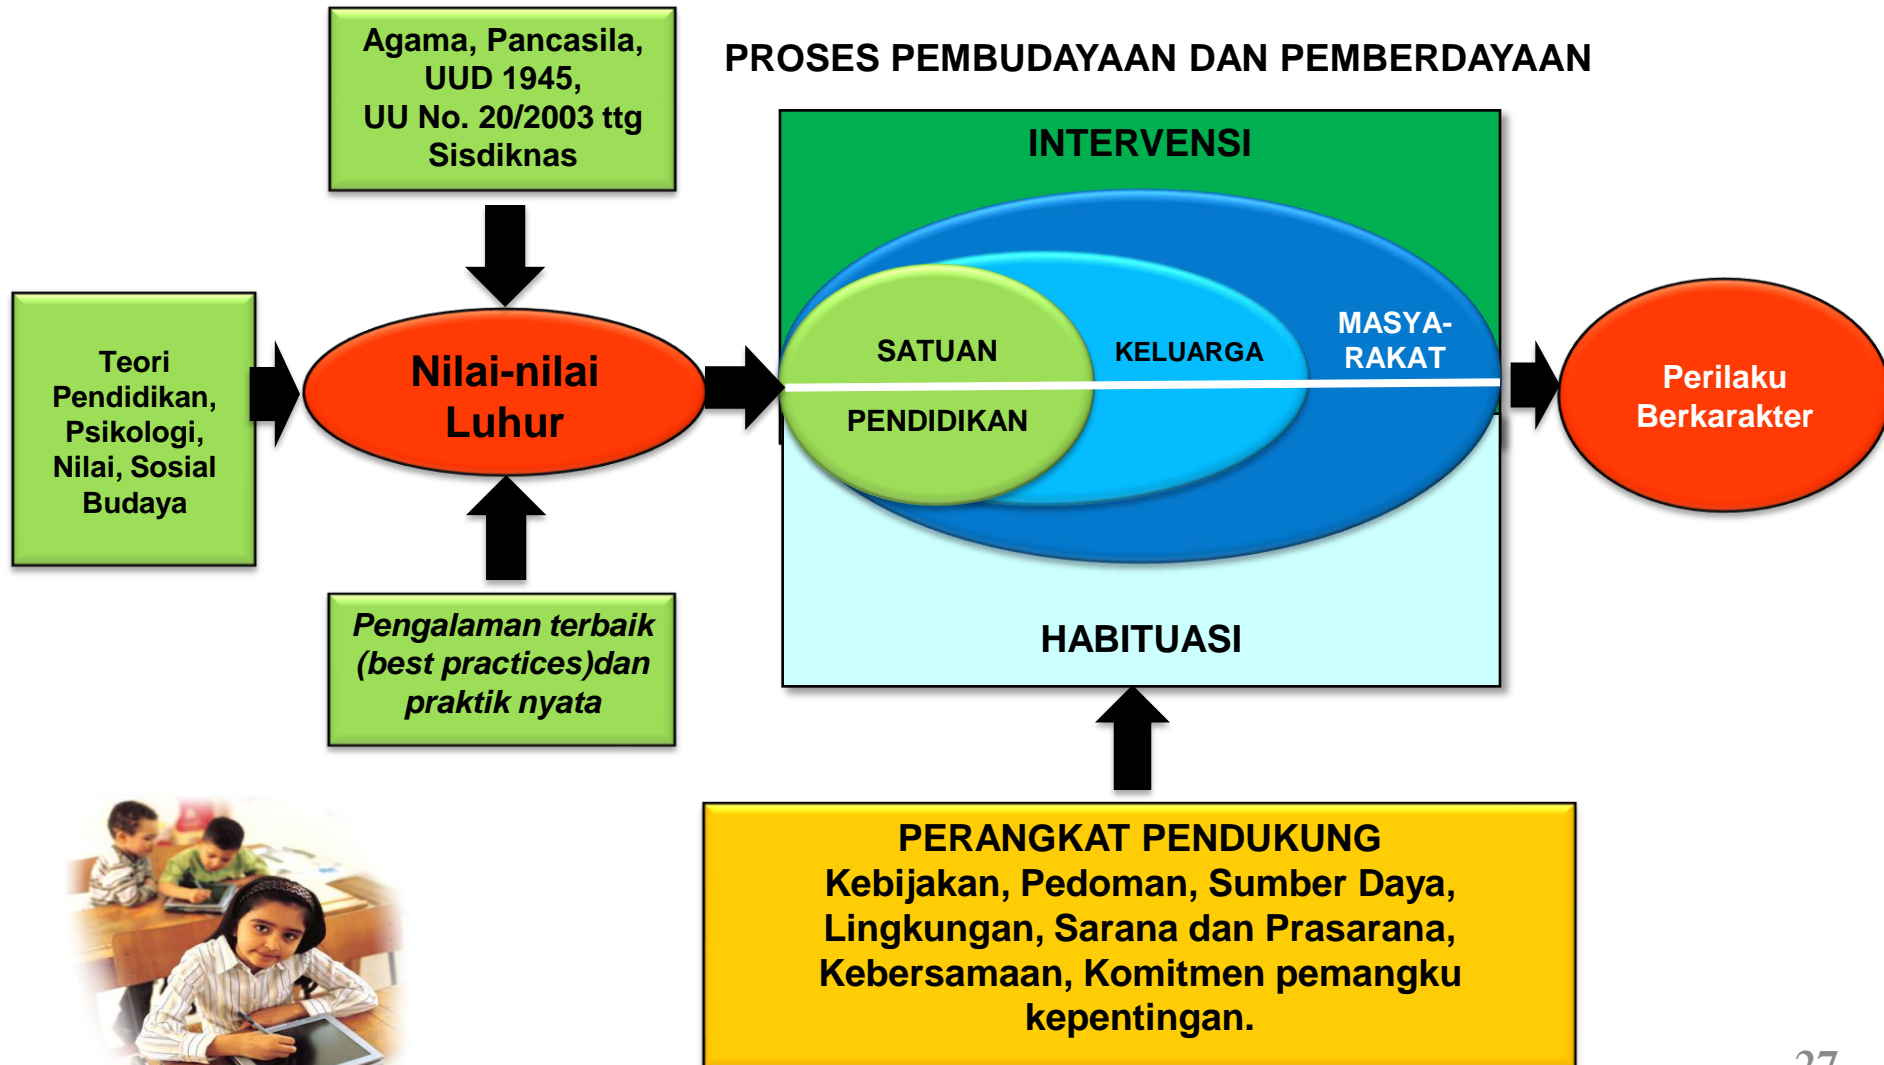 Agama, Pancasila,
UUD 1945,
UU No. 20/2003 ttg
Sisdiknas
PROSES PEMBUDAYAAN DAN PEMBERDAYAAN
INTERVENSI
Teori
Pendidikan,
Psikologi,
Nilai, Sosial
Budaya
Nilai-nilai
Luhur
SATUAN
PENDIDIKAN
KELUARGA
MASYA-
RAKAT
Perilaku
Berkarakter
Pengalaman terbaik
(best practices)dan
praktik nyata
HABITUASI
PERANGKAT PENDUKUNG
Kebijakan, Pedoman, Sumber Daya,
Lingkungan, Sarana dan Prasarana,
Kebersamaan, Komitmen pemangku
kepentingan.
27